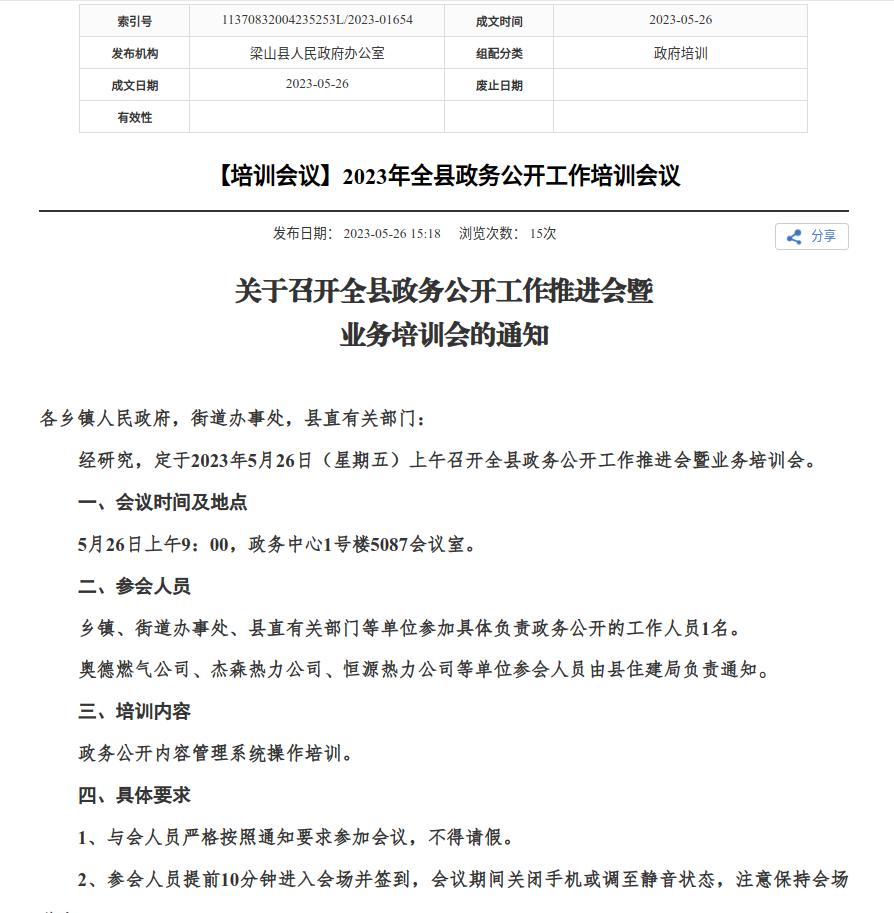 索引号 11370832004235253L/2023-01654 成文时间 2023-05-26
发布机构 梁山县人民政府办公室 组配分类 政府培训
成文日期 2023-05-26 废止日期
有效性
【培训会议】2023年全县政务公开工作培训会议
发布日期： 2023-05-26 15:18 浏览次数： 15次
分享
关于召开全县政务公开工作推进会暨
业务培训会的通知
各乡镇人民政府，街道办事处，县直有关部门：
经研究，定于2023年5月26日（星期五）上午召开全县政务公开工作推进会暨业务培训会。
一、会议时间及地点
5月26日上午9：00，政务中心1号楼5087会议室。
二、参会人员
乡镇、街道办事处、县直有关部门等单位参加具体负责政务公开的工作人员1名。
奥德燃气公司、杰森热力公司、恒源热力公司等单位参会人员由县住建局负责通知。
三、培训内容
政务公开内容管理系统操作培训。
四、具体要求
1、与会人员严格按照通知要求参加会议，不得请假。
2、参会人员提前10分钟进入会场并签到，会议期间关闭手机或调至静音状态，注意保持会场